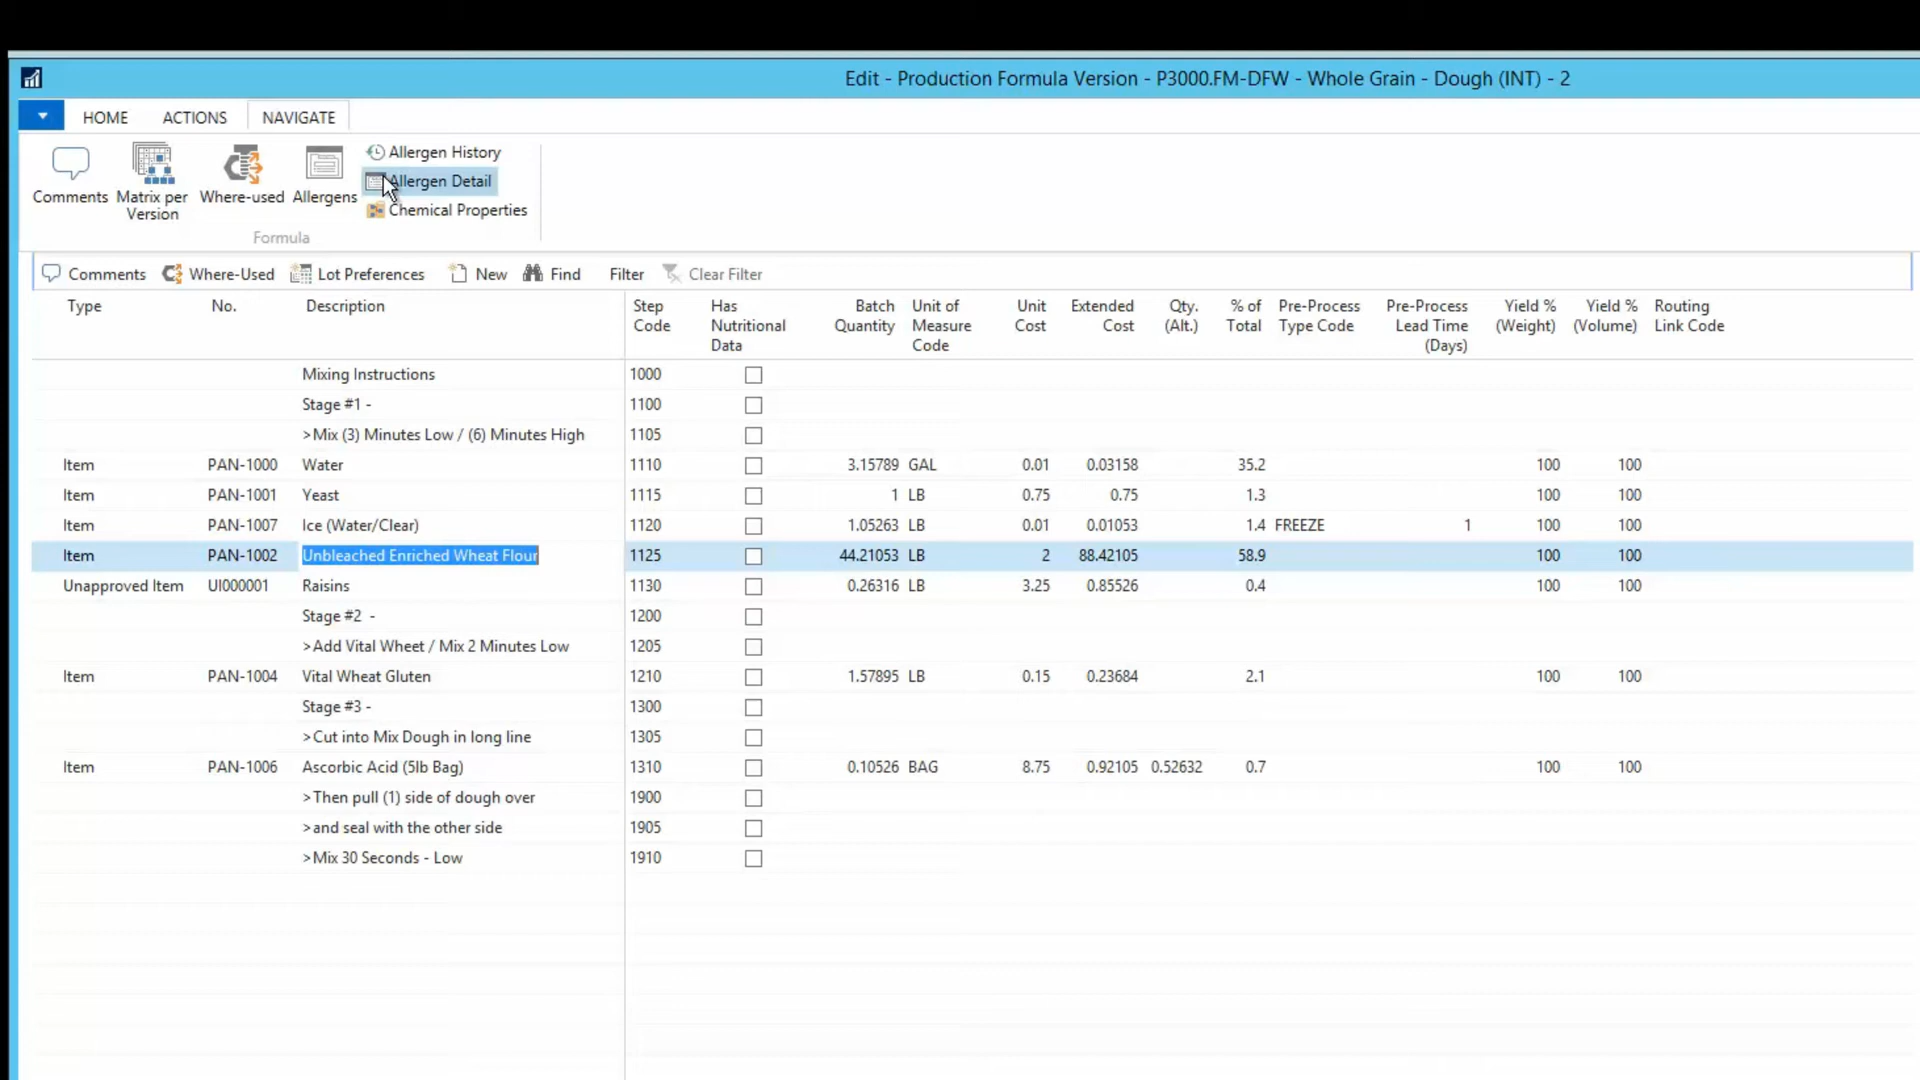 Edit - Production Formula Version - P3000.FM-DFW - Whole Grain - Dough (INT) - 2
HOME ACTIONS NAVIGATE
Comments
Matrix per Version
Where-used
Allergens
Allergen History
Allergen Detail
Chemical Properties
Formula
Comments Where-Used Lot Preferences New Find Filter Clear Filter
Type No. Description Step Code Has Nutritional Data Batch Quantity Unit of Measure Code Unit Cost Extended Cost Qty. (Alt.) % of Total Pre-Process Type Code Pre-Process Lead Time (Days) Yield % (Weight) Yield % (Volume) Routing Link Code
Mixing Instructions 1000
Stage #1 - 1100
>Mix (3) Minutes Low / (6) Minutes High 1105
Item PAN-1000 Water 1110 3.15789 GAL 0.01 0.03158 35.2 100 100
Item PAN-1001 Yeast 1115 1 LB 0.75 0.75 1.3 100 100
Item PAN-1007 Ice (Water/Clear) 1120 1.05263 LB 0.01 0.01053 1.4 FREEZE 1 100 100
Item PAN-1002 Unbleached Enriched Wheat Flour 1125 44.21053 LB 2 88.42105 58.9 100 100
Unapproved Item UI000001 Raisins 1130 0.26316 LB 3.25 0.85526 0.4 100 100
Stage #2 - 1200
>Add Vital Wheet / Mix 2 Minutes Low 1205
Item PAN-1004 Vital Wheat Gluten 1210 1.57895 LB 0.15 0.23684 2.1 100 100
Stage #3 - 1300
>Cut into Mix Dough in long line 1305
Item PAN-1006 Ascorbic Acid (5lb Bag) 1310 0.10526 BAG 8.75 0.92105 0.52632 0.7 100 100
>Then pull (1) side of dough over 1900
>and seal with the other side 1905
>Mix 30 Seconds - Low 1910